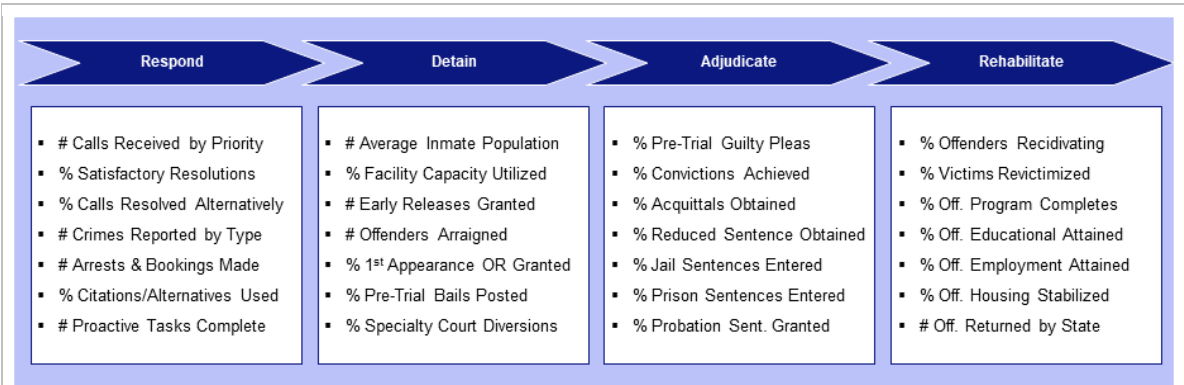 Respond
Detain
Adjudicate
Rehabilitate
▪ # Calls Received by Priority
▪ % Satisfactory Resolutions
▪ % Calls Resolved Alternatively
▪ # Crimes Reported by Type
▪ # Arrests & Bookings Made
▪ % Citations/Alternatives Used
▪ # Proactive Tasks Complete
▪ # Average Inmate Population
▪ % Facility Capacity Utilized
▪ # Early Releases Granted
▪ # Offenders Arraigned
▪ % 1st Appearance OR Granted
▪ % Pre-Trial Bails Posted
▪ % Specialty Court Diversions
▪ % Pre-Trial Guilty Pleas
▪ % Convictions Achieved
▪ % Acquittals Obtained
▪ % Reduced Sentence Obtained
▪ % Jail Sentences Entered
▪ % Prison Sentences Entered
▪ % Probation Sent. Granted
▪ % Offenders Recidivating
▪ % Victims Revictimized
▪ % Off. Program Completes
▪ % Off. Educational Attained
▪ % Off. Employment Attained
▪ % Off. Housing Stabilized
▪ # Off. Returned by State